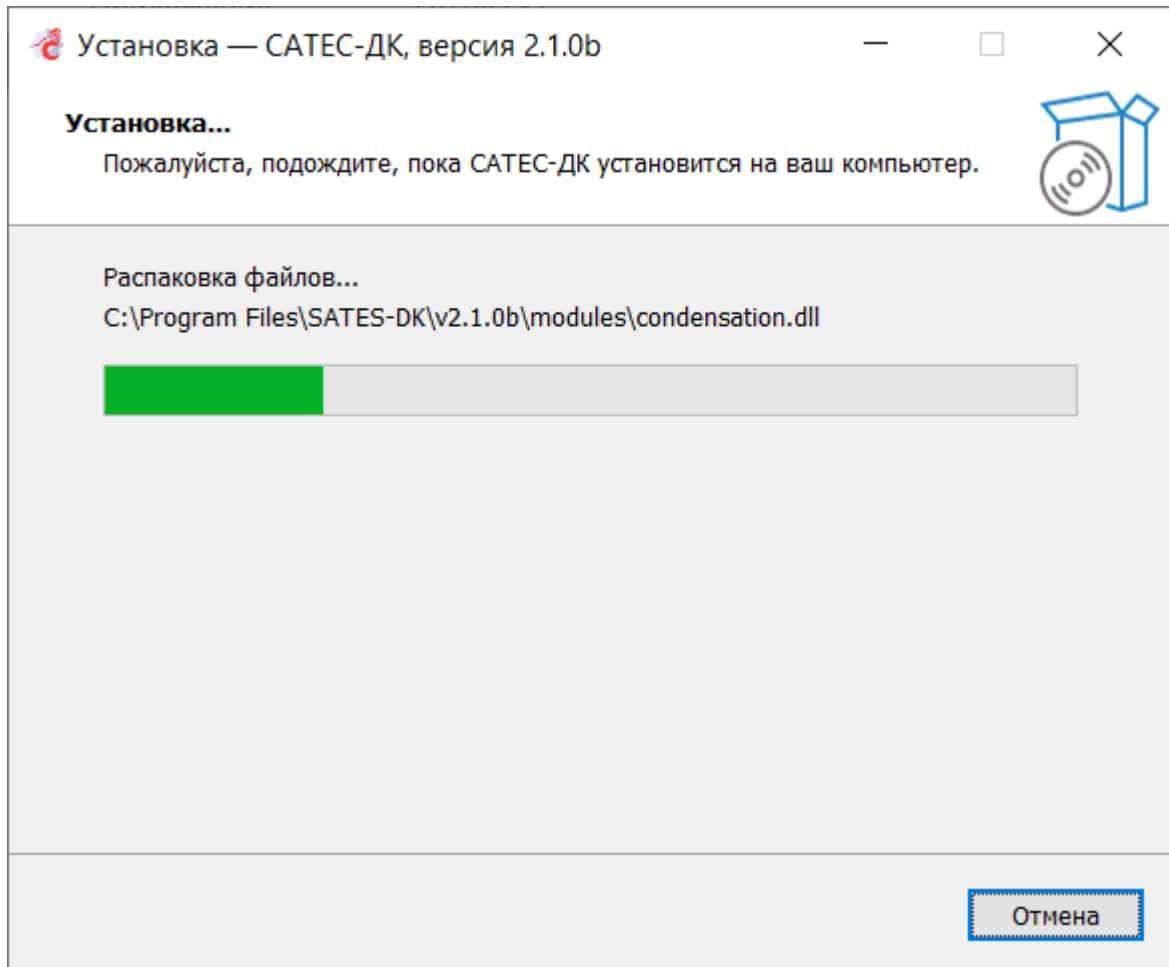 Установка — САТЕС-ДК, версия 2.1.0b
Установка...
Пожалуйста, подождите, пока САТЕС-ДК установится на ваш компьютер.
Распаковка файлов...
C:\Program Files\SATES-DK\v2.1.0b\modules\condensation.dll
Отмена